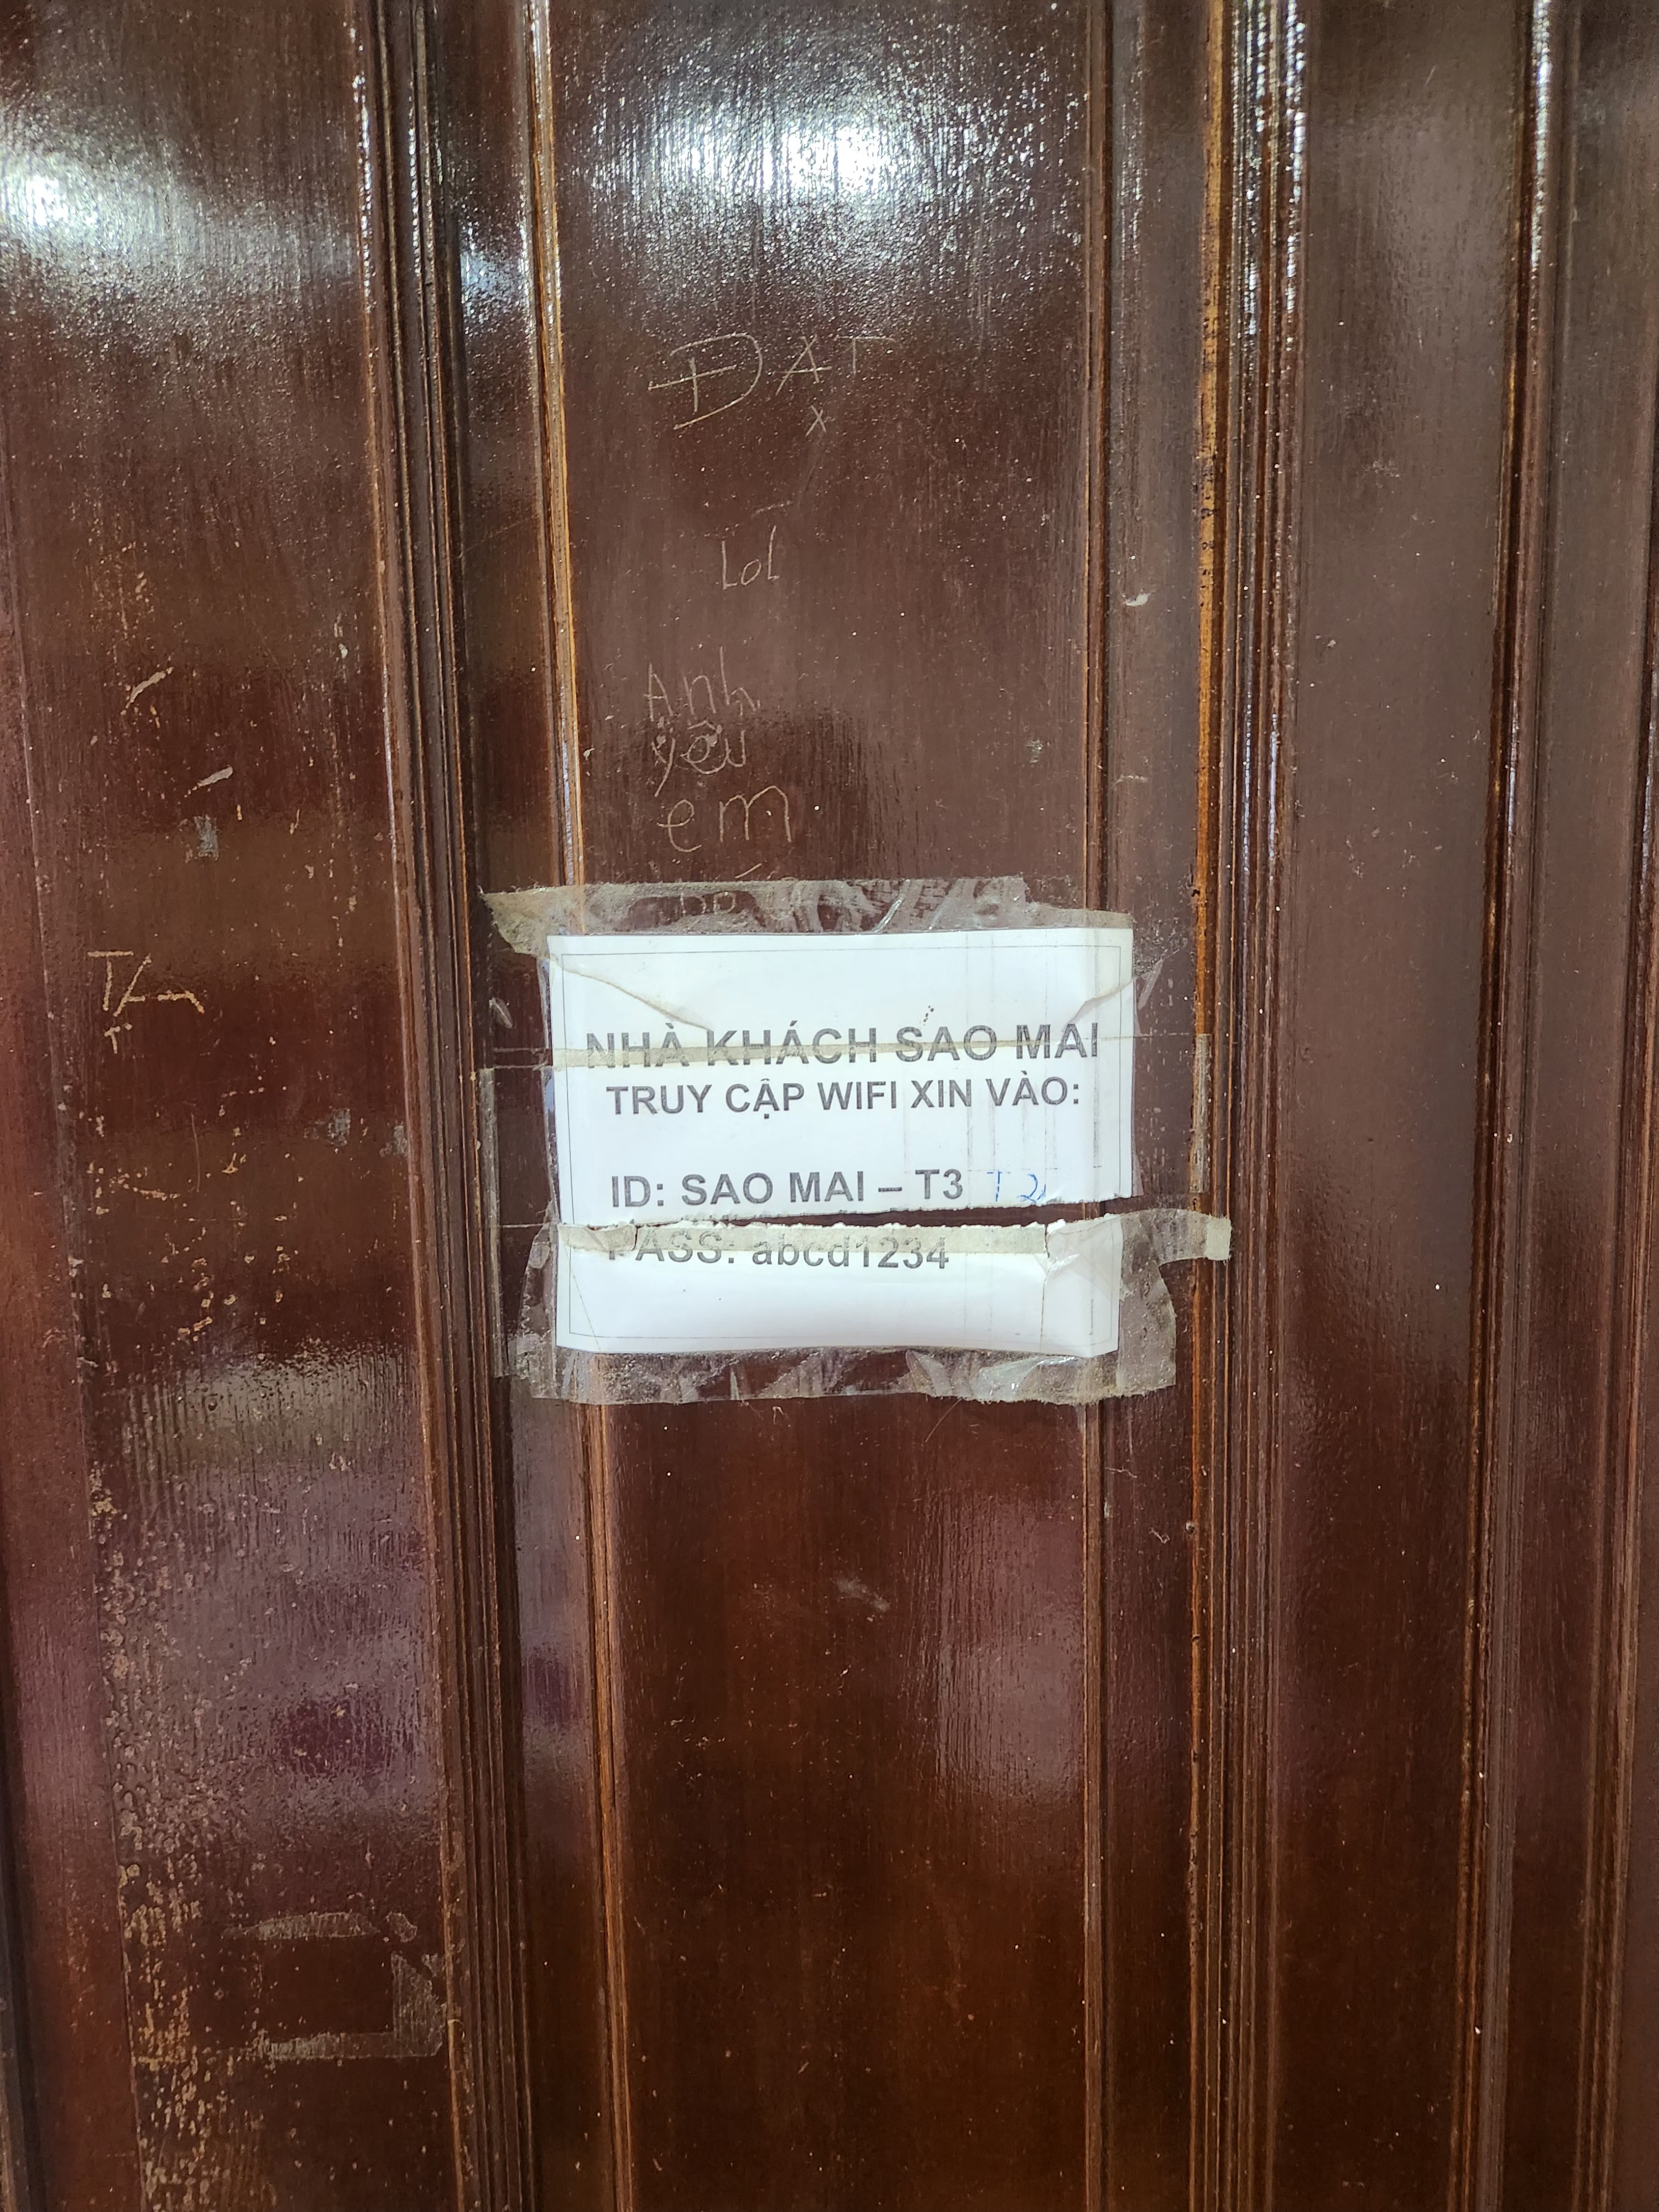 ĐẠT
Lol
Anh
yêu
em
NHÀ KHÁCH SAO MAI
TRUY CẬP WIFI XIN VÀO:
ID: SAO MAI – T3 T2
PASS: abcd1234